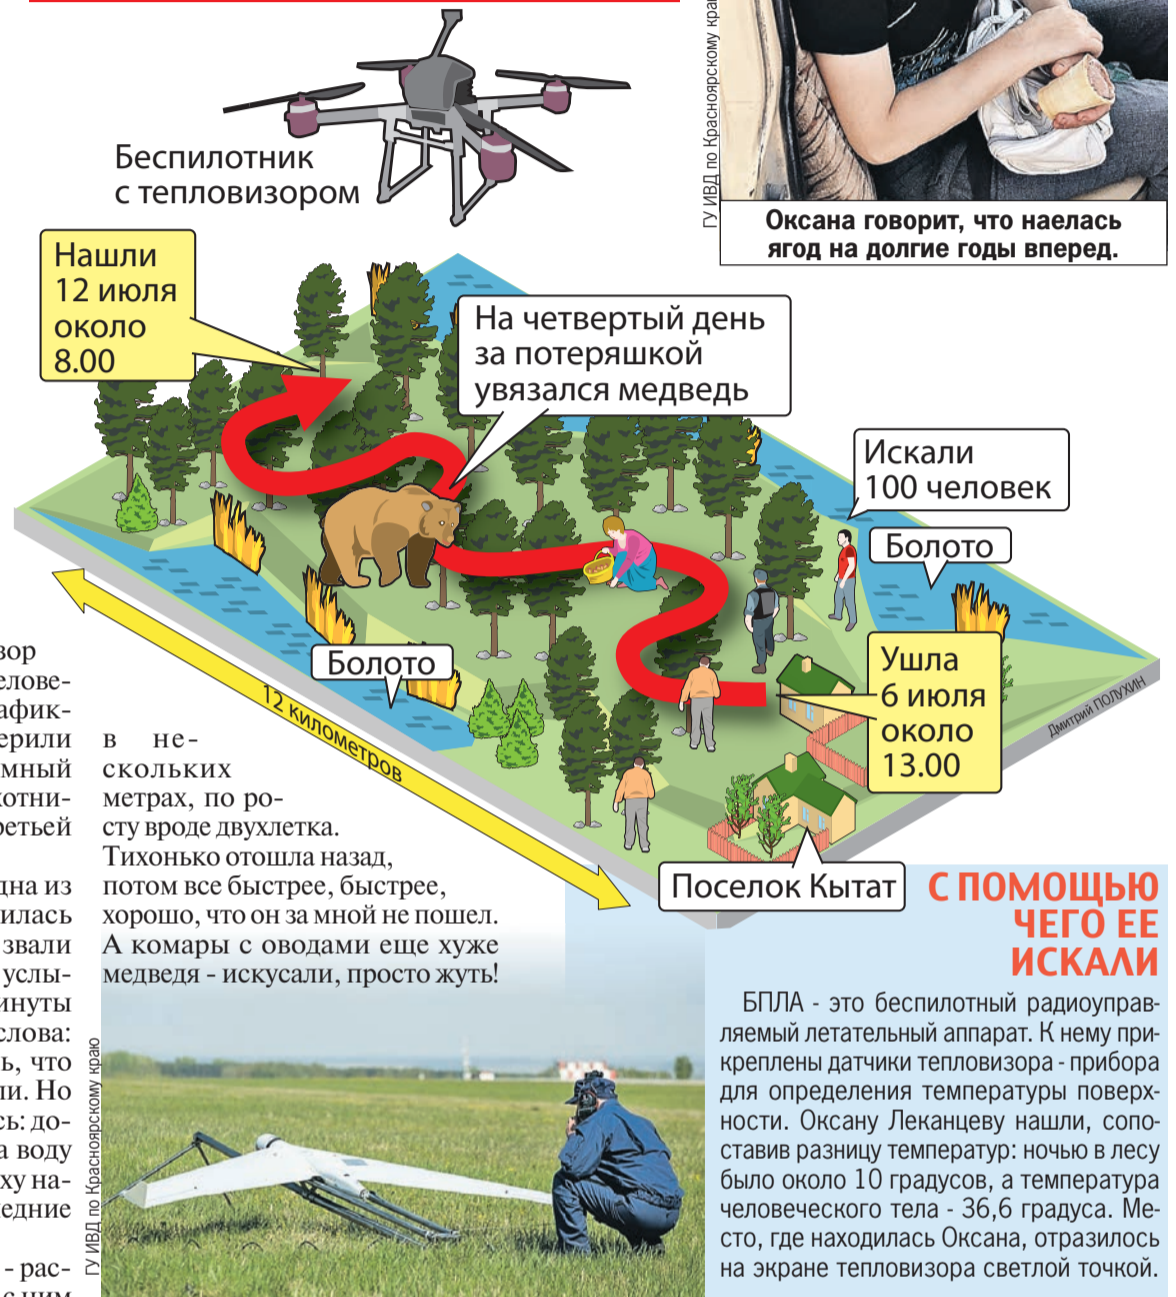 ГУ ИВД по Красноярскому краю
Оксана говорит, что наелась
ягод на долгие годы вперед.
Беспилотник
с тепловизором
Нашли
12 июля
около
8.00
На четвертый день
за потеряшкой
увязался медведь
Искали
100 человек
Болото
Болото
12 километров
Ушла
6 июля
около
13.00
Дмитрий ПОЛУХИН
Поселок Кытат
в не-
скольких
метрах, по ро-
сту вроде двухлетка.
Тихонько отошла назад,
потом все быстрее, быстрее,
хорошо, что он за мной не пошел.
А комары с оводами еще хуже
медведя - искусали, просто жуть!
ГУ ИВД по Красноярскому краю
С ПОМОЩЬЮ
ЧЕГО ЕЕ
ИСКАЛИ
БПЛА - это беспилотный радиоуправ-
ляемый летательный аппарат. К нему при-
креплены датчики тепловизора - прибора
для определения температуры поверх-
ности. Оксану Леканцеву нашли, сопо-
ставив разницу температур: ночью в лесу
было около 10 градусов, а температура
человеческого тела - 36,6 градуса. Ме-
сто, где находилась Оксана, отразилось
на экране тепловизора светлой точкой.